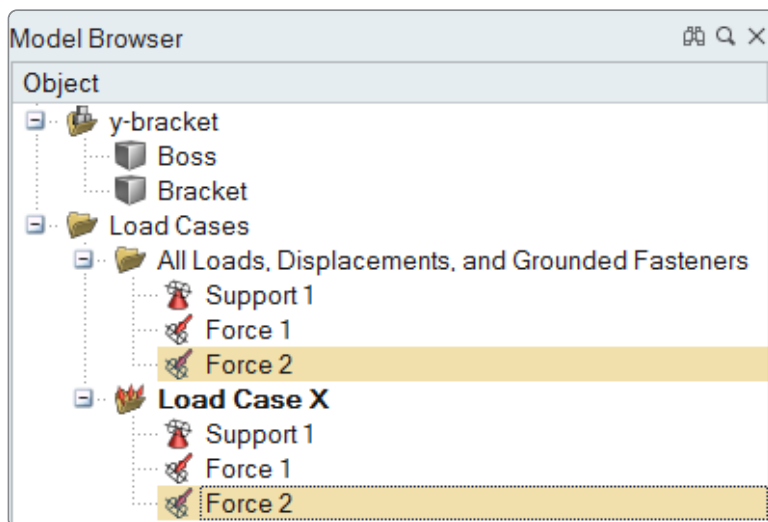 Model Browser
Object
y-bracket
Boss
Bracket
Load Cases
All Loads, Displacements, and Grounded Fasteners
Support 1
Force 1
Force 2
Load Case X
Support 1
Force 1
Force 2